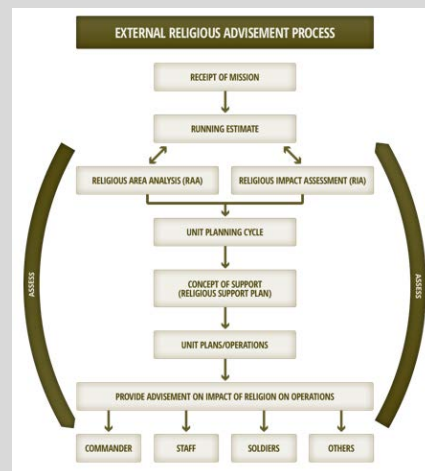 EXTERNAL RELIGIOUS ADVISEMENT PROCESS
RECEIPT OF MISSION
RUNNING ESTIMATE
RELIGIOUS AREA ANALYSIS (RAA)
RELIGIOUS IMPACT ASSESSMENT (RIA)
UNIT PLANNING CYCLE
CONCEPT OF SUPPORT
(RELIGIOUS SUPPORT PLAN)
UNIT PLANS/OPERATIONS
ASSESS
ASSESS
PROVIDE ADVISEMENT ON IMPACT OF RELIGION ON OPERATIONS
COMMANDER
STAFF
SOLDIERS
OTHERS